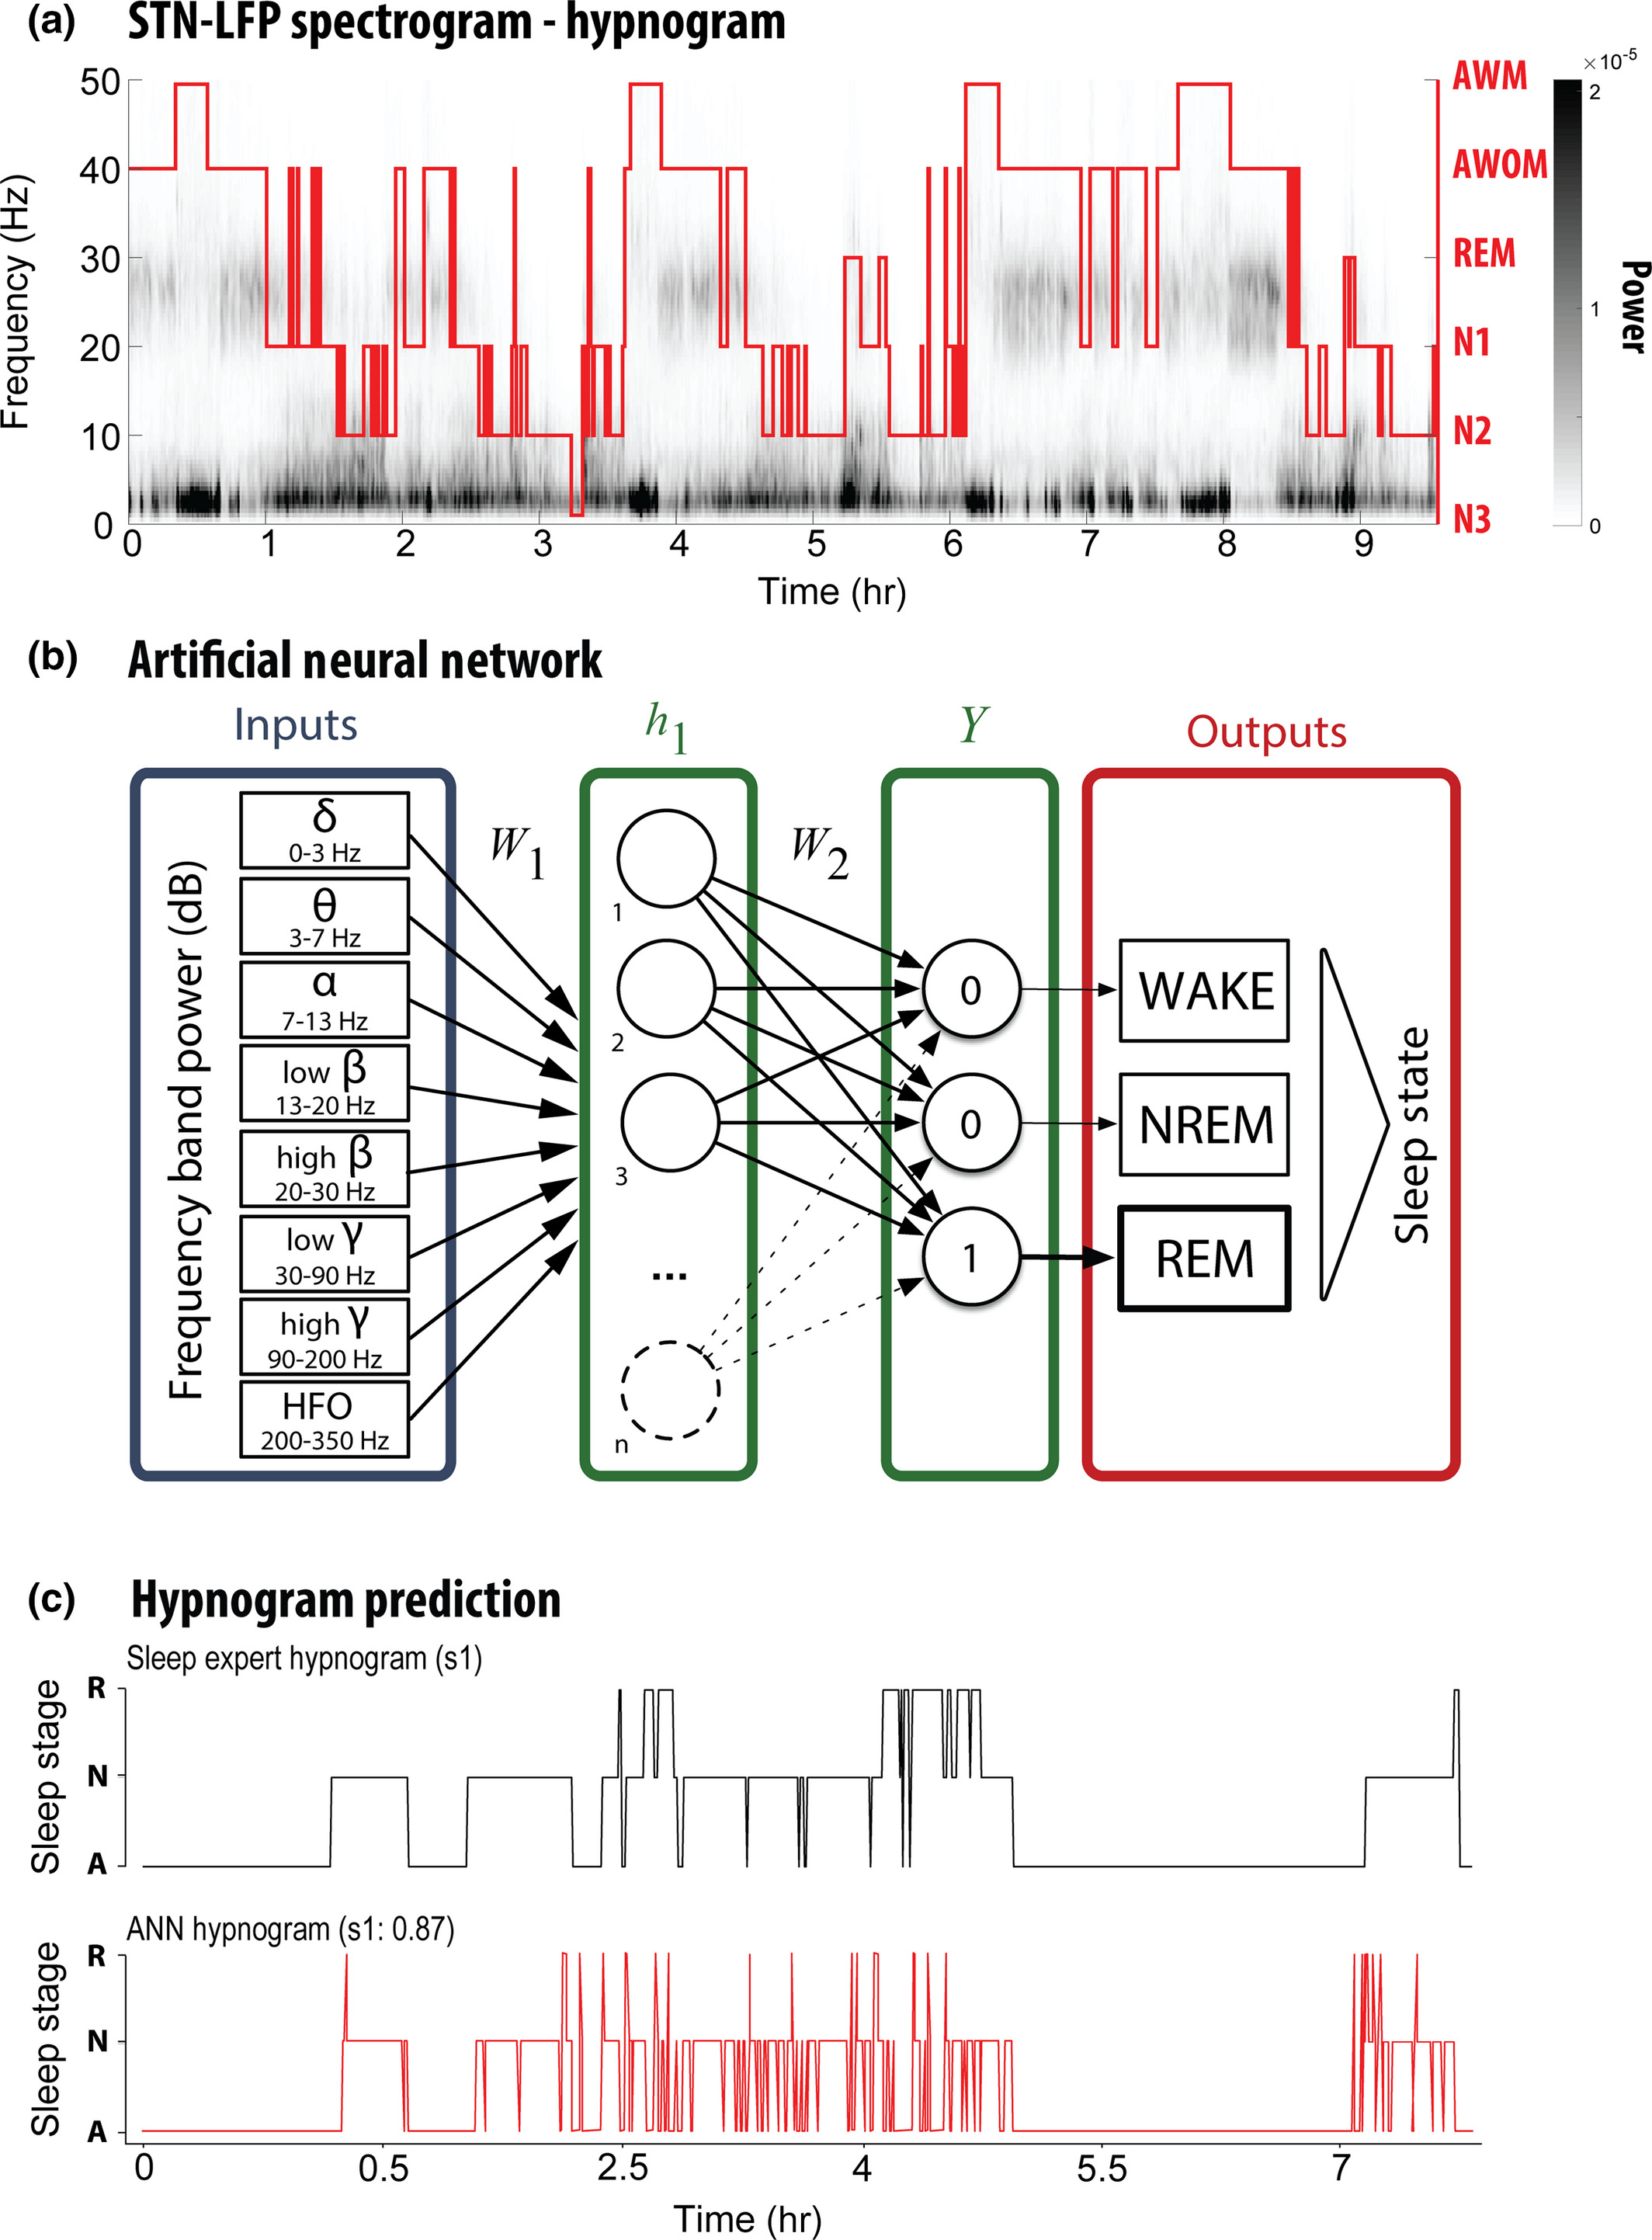 (a) STN-LFP spectrogram - hypnogram
×10-5
50
40
30
20
10
0
Frequency (Hz)
AWM
AWOM
REM
N1
N2
N3
2
1
0
Power
0 1 2 3 4 5 6 7 8 9
Time (hr)
(b) Artificial neural network
Inputs
h1
Y
Outputs
Frequency band power (dB)
δ
0-3 Hz
θ
3-7 Hz
α
7-13 Hz
low β
13-20 Hz
high β
20-30 Hz
low γ
30-90 Hz
high γ
90-200 Hz
HFO
200-350 Hz
W1
1
2
3
...
n
W2
0
0
1
WAKE
NREM
REM
Sleep state
(c) Hypnogram prediction
Sleep expert hypnogram (s1)
Sleep stage
R
N
A
ANN hypnogram (s1: 0.87)
Sleep stage
R
N
A
0 0.5 2.5 4 5.5 7
Time (hr)